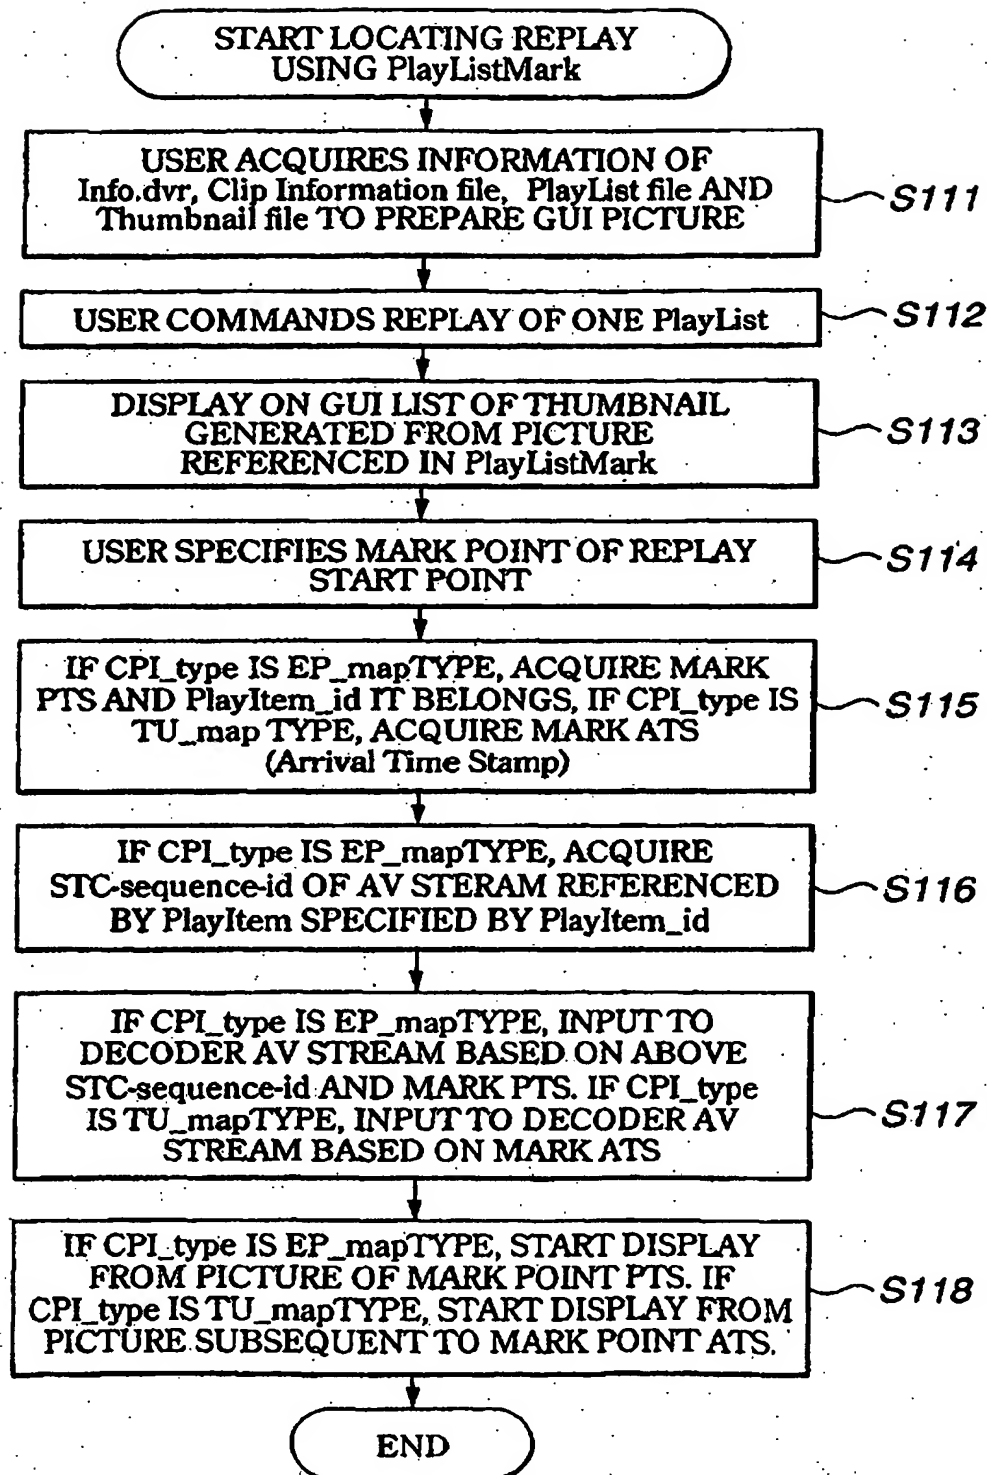 START LOCATING REPLAY
USING PlayListMark
USER ACQUIRES INFORMATION OF
Info.dvr, Clip Information file, PlayList file AND
Thumbnail file TO PREPARE GUI PICTURE
S111
USER COMMANDS REPLAY OF ONE PlayList
S112
DISPLAY ON GUI LIST OF THUMBNAIL
GENERATED FROM PICTURE
REFERENCED IN PlayListMark
S113
USER SPECIFIES MARK POINT OF REPLAY
START POINT
S114
IF CPI_type IS EP_mapTYPE, ACQUIRE MARK
PTS AND PlayItem_id IT BELONGS, IF CPI_type IS
TU_map TYPE, ACQUIRE MARK ATS
(Arrival Time Stamp)
S115
IF CPI_type IS EP_mapTYPE, ACQUIRE
STC-sequence-id OF AV STERAM REFERENCED
BY PlayItem SPECIFIED BY PlayItem_id
S116
IF CPI_type IS EP_mapTYPE, INPUT TO
DECODER AV STREAM BASED ON ABOVE
STC-sequence-id AND MARK PTS. IF CPI_type
IS TU_mapTYPE, INPUT TO DECODER AV
STREAM BASED ON MARK ATS
S117
IF CPI_type IS EP_mapTYPE, START DISPLAY
FROM PICTURE OF MARK POINT PTS. IF
CPI_type IS TU_mapTYPE, START DISPLAY FROM
PICTURE SUBSEQUENT TO MARK POINT ATS.
S118
END